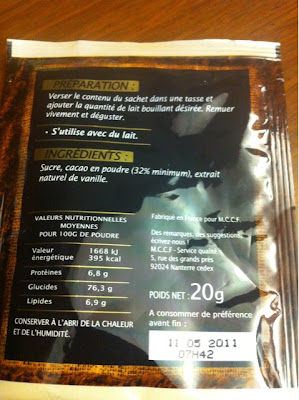 PRÉPARATION :
Verser le contenu du sachet dans une tasse et
ajouter la quantité de lait bouillant désirée. Remuer
vivement et déguster.
• S'utilise avec du lait.
INGRÉDIENTS :
Sucre, cacao en poudre (32% minimum), extrait
naturel de vanille.
VALEURS NUTRITIONNELLES
MOYENNES
POUR 100G DE POUDRE
Valeur 1668 kJ
énergétique 395 kcal
Protéines 6,8 g
Glucides 76,3 g
Lipides 6,9 g
CONSERVER À L'ABRI DE LA CHALEUR
ET DE L'HUMIDITÉ.
Fabriqué en France pour M.C.C.F.
Des remarques, des suggestions,
écrivez-nous !
M.C.C.F - Service qualité
5, rue des grands prés
92024 Nanterre cedex
POIDS NET : 20g
A consommer de préférence
avant fin :
11 05 2011
07H42